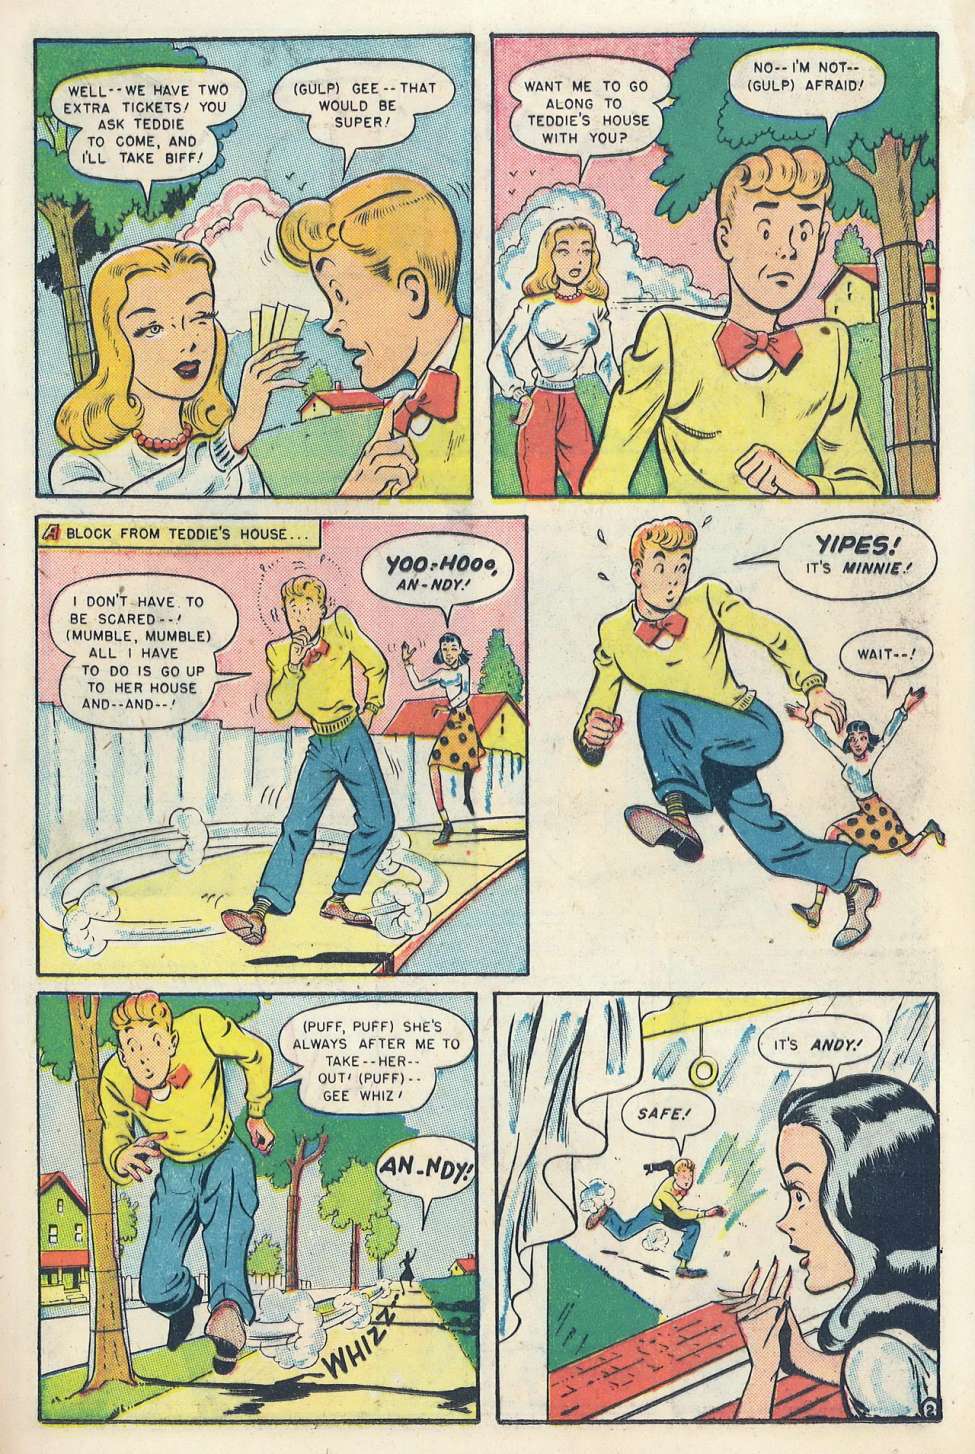 WELL--WE HAVE TWO
EXTRA TICKETS! YOU
ASK TEDDIE
TO COME, AND
I'LL TAKE BIFF!
(GULP) GEE--THAT
WOULD BE
SUPER!
WANT ME TO GO
ALONG TO
TEDDIE'S HOUSE
WITH YOU?
NO--I'M NOT--
(GULP) AFRAID!
A BLOCK FROM TEDDIE'S HOUSE...
I DON'T HAVE TO
BE SCARED--!
(MUMBLE, MUMBLE)
ALL I HAVE
TO DO IS GO UP
TO HER HOUSE
AND--AND--!
YOO-HOOO,
AN-NDY!
YIPES!
IT'S MINNIE!
WAIT--!
(PUFF, PUFF) SHE'S
ALWAYS AFTER ME TO
TAKE--HER--
OUT! (PUFF)--
GEE WHIZ!
AN-NDY!
WHIZZ
SAFE!
IT'S ANDY!
2